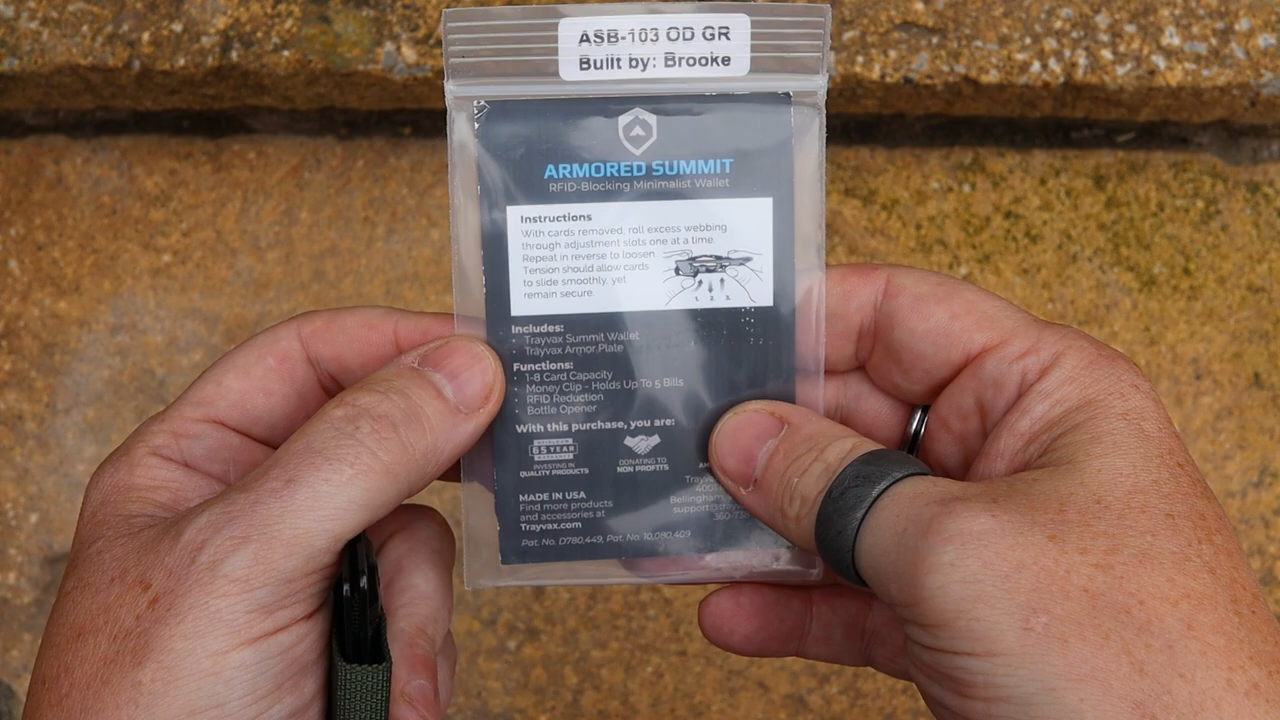 ASB-103 OD GR
Built by: Brooke
ARMORED SUMMIT
RFID-Blocking Minimalist Wallet
Instructions
With cards removed, roll excess webbing
through adjustment slots one at a time.
Repeat in reverse to loosen.
Tension should allow cards
to slide smoothly, yet
remain secure.
1. 2. 3.
Includes:
• Trayvax Summit Wallet
• Trayvax Armor Plate
Functions:
• 1-8 Card Capacity
• Money Clip - Holds Up To 5 Bills
• RFID Reduction
• Bottle Opener
With this purchase, you are:
65 YEAR
INVESTING IN
QUALITY PRODUCTS
DONATING TO
NON PROFITS
MADE IN USA
Find more products
and accessories at
Trayvax.com
Bellingham,
Pat. No. D780,449, Pat. No. 10,080,409